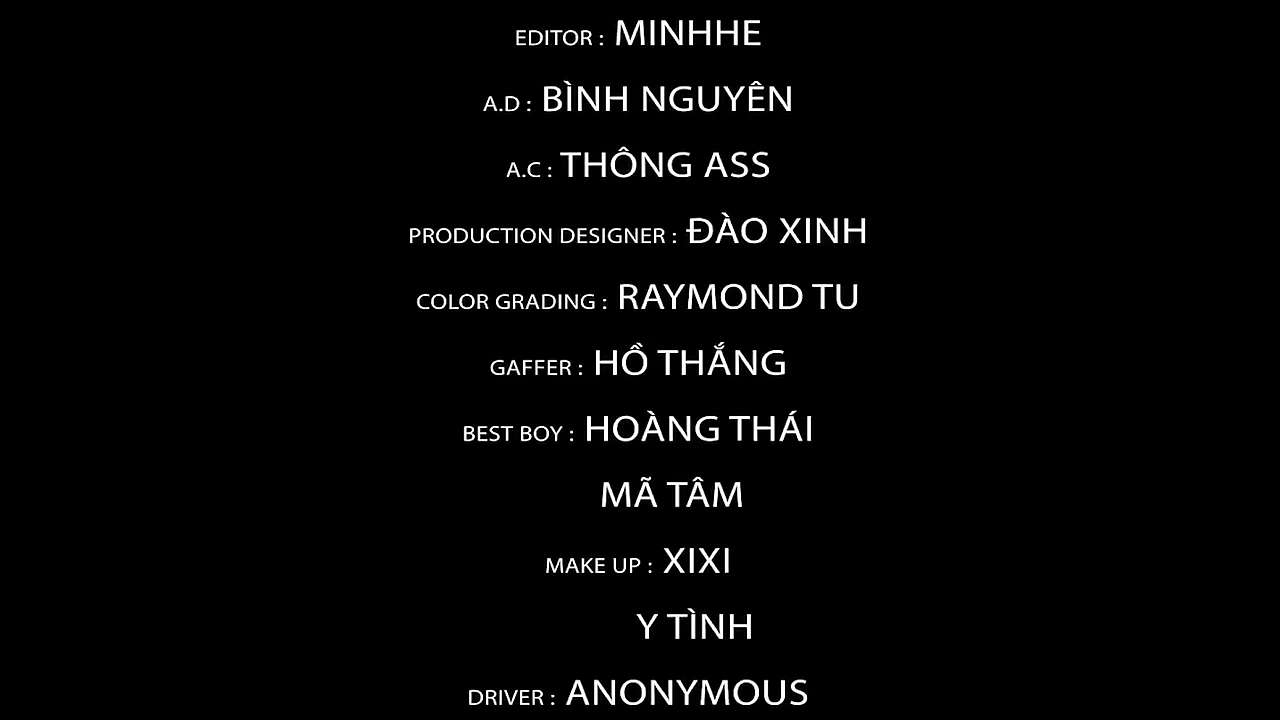 EDITOR : MINHHE
A.D : BÌNH NGUYÊN
A.C : THÔNG ASS
PRODUCTION DESIGNER : ĐÀO XINH
COLOR GRADING : RAYMOND TU
GAFFER : HỒ THẮNG
BEST BOY : HOÀNG THÁI
MÃ TÂM
MAKE UP : XIXI
Y TÌNH
DRIVER : ANONYMOUS